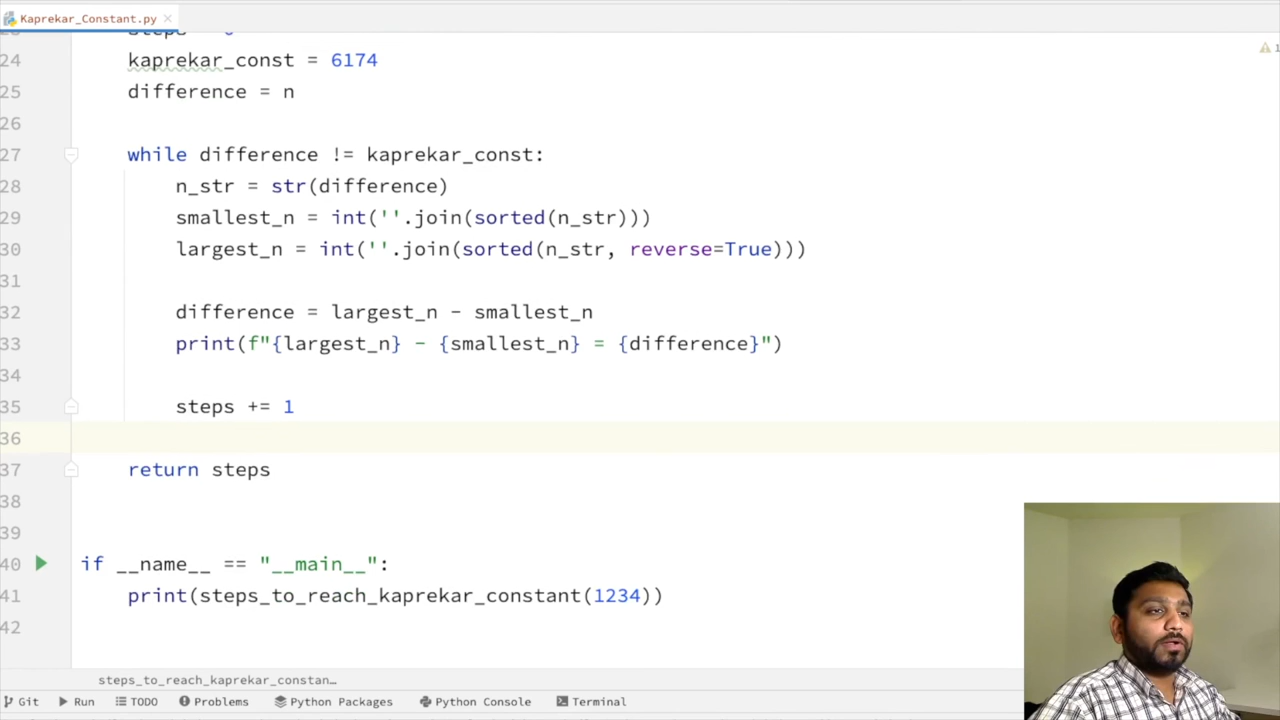 Kaprekar_Constant.py
24 kaprekar_const = 6174
25 difference = n
26
27 while difference != kaprekar_const:
28 n_str = str(difference)
29 smallest_n = int(''.join(sorted(n_str)))
30 largest_n = int(''.join(sorted(n_str, reverse=True)))
31
32 difference = largest_n - smallest_n
33 print(f"{largest_n} - {smallest_n} = {difference}")
34
35 steps += 1
36
37 return steps
38
39
40 if __name__ == "__main__":
41 print(steps_to_reach_kaprekar_constant(1234))
42
steps_to_reach_kaprekar_constan…
Git Run TODO Problems Python Packages Python Console Terminal